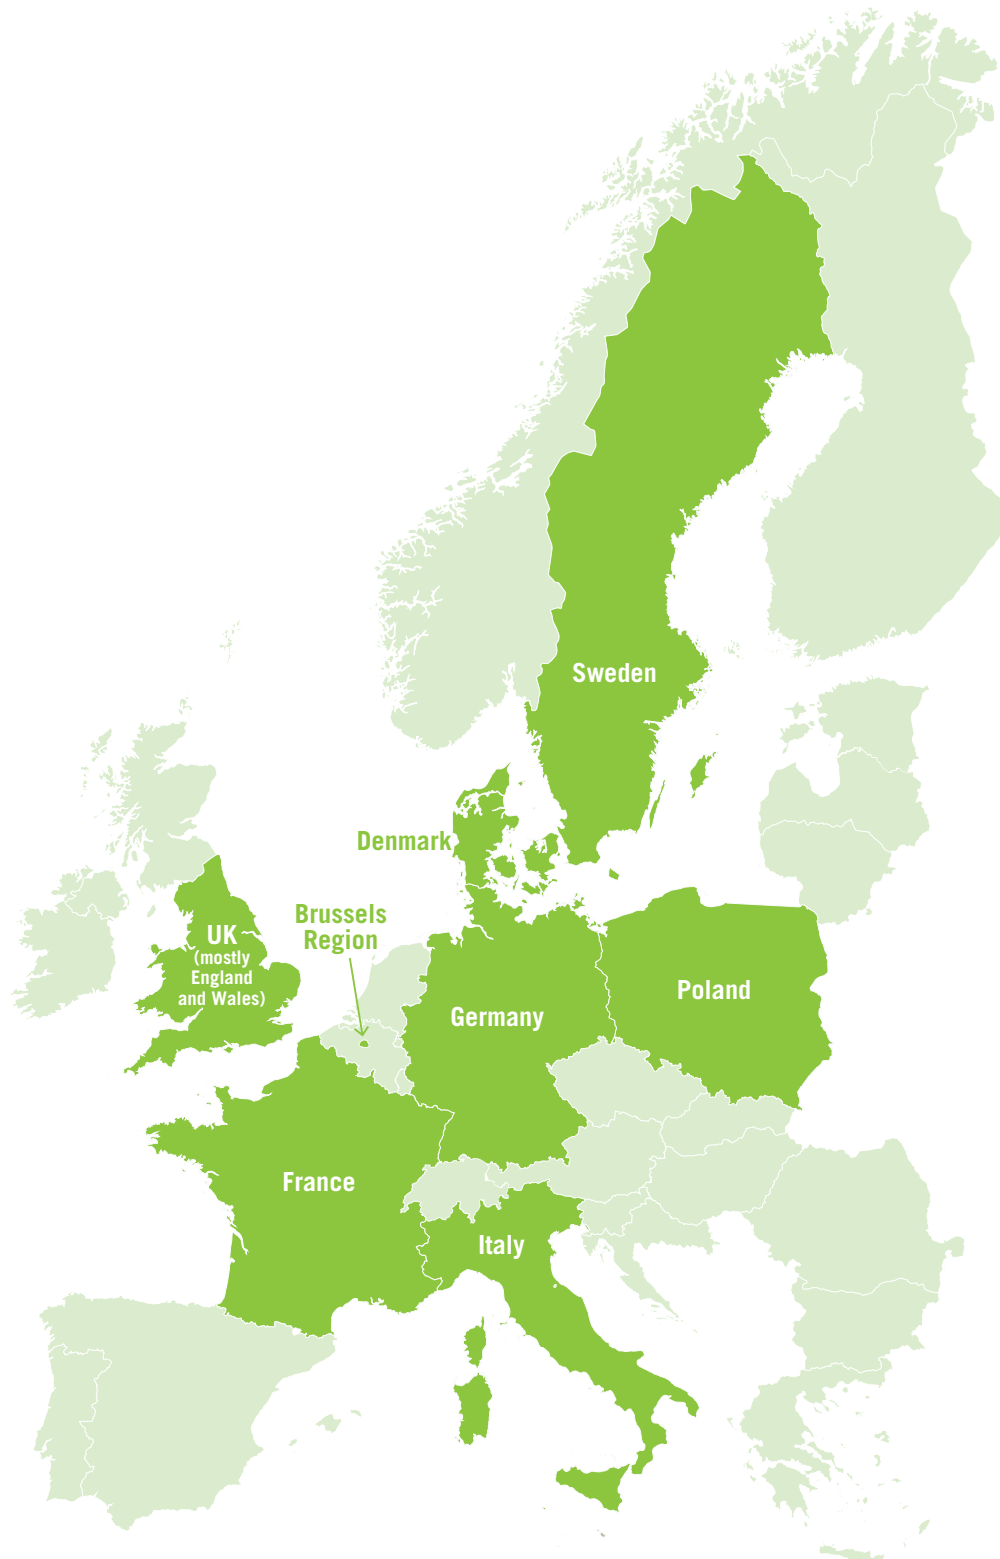 Sweden
Denmark
Brussels
Region
UK
(mostly
England
and Wales)
Poland
Germany
France
Italy